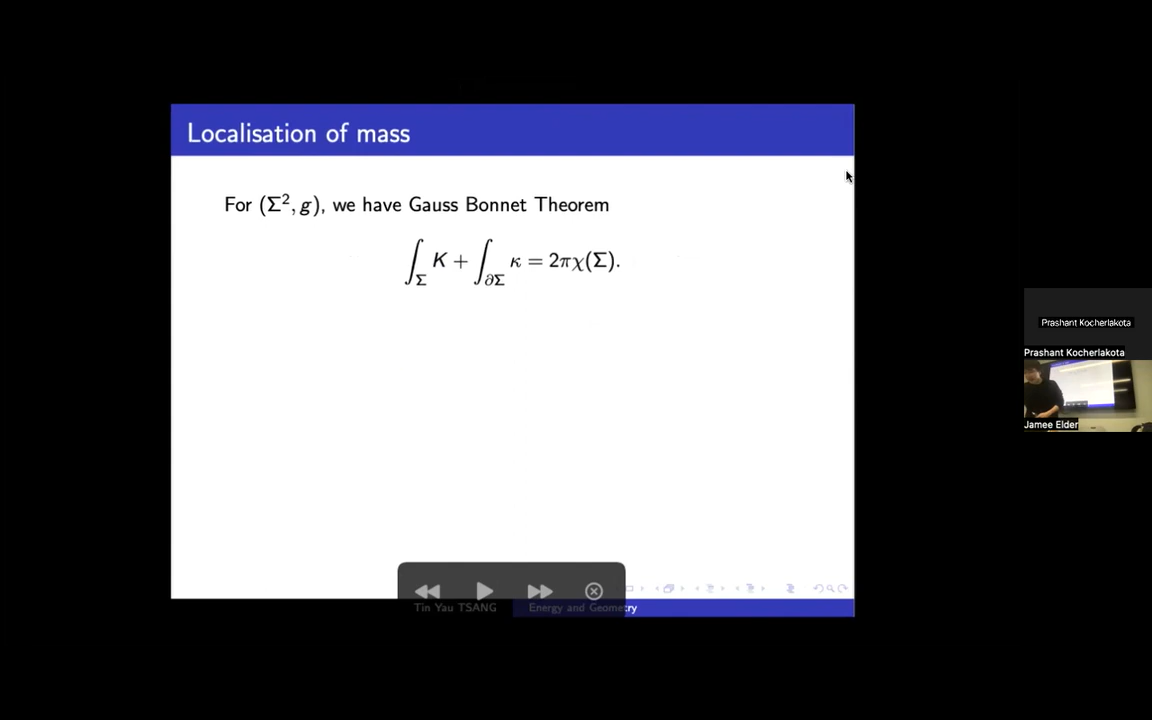 Localisation of mass
For (Σ², g), we have Gauss Bonnet Theorem
∫_Σ K + ∫_∂Σ κ = 2πχ(Σ).
Tin Yau TSANG
Energy and Geometry
Prashant Kocherlakota
Prashant Kocherlakota
Jamee Elder